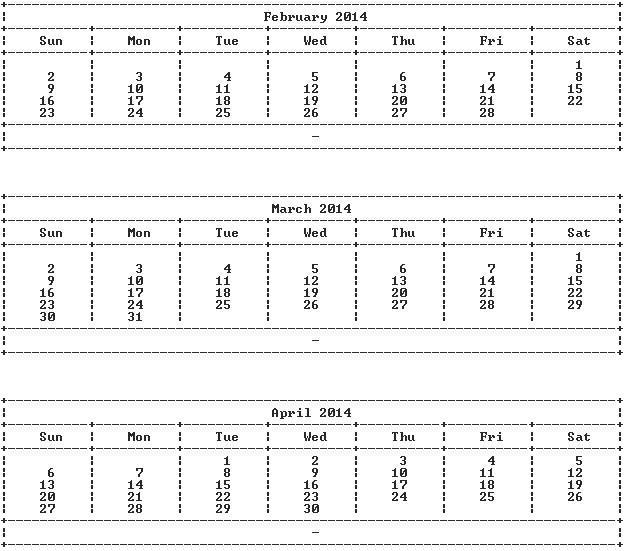 February 2014
Sun Mon Tue Wed Thu Fri Sat
1
2 3 4 5 6 7 8
9 10 11 12 13 14 15
16 17 18 19 20 21 22
23 24 25 26 27 28
–
March 2014
Sun Mon Tue Wed Thu Fri Sat
1
2 3 4 5 6 7 8
9 10 11 12 13 14 15
16 17 18 19 20 21 22
23 24 25 26 27 28 29
30 31
–
April 2014
Sun Mon Tue Wed Thu Fri Sat
1 2 3 4 5
6 7 8 9 10 11 12
13 14 15 16 17 18 19
20 21 22 23 24 25 26
27 28 29 30
–